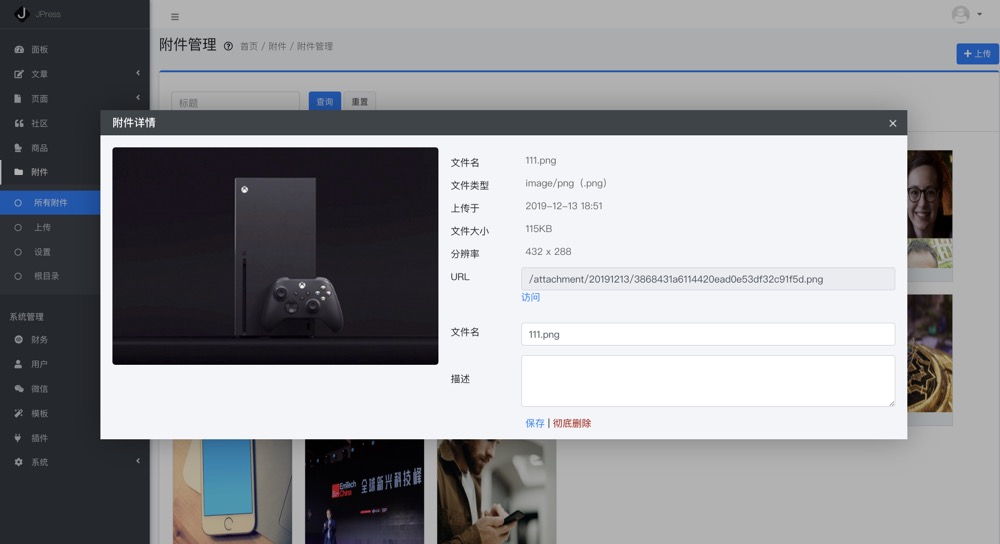 JPress
面板
文章
页面
社区
商品
附件
所有附件
上传
设置
根目录
系统管理
财务
用户
微信
模板
插件
系统
附件管理
首页 / 附件 / 附件管理
+ 上传
标题
查询
重置
附件详情
×
文件名 111.png
文件类型 image/png（.png）
上传于 2019-12-13 18:51
文件大小 115KB
分辨率 432 x 288
URL /attachment/20191213/3868431a6114420ead0e53df32c91f5d.png
访问
文件名 111.png
描述
保存 | 彻底删除
EmTech
China
全球新兴科技峰